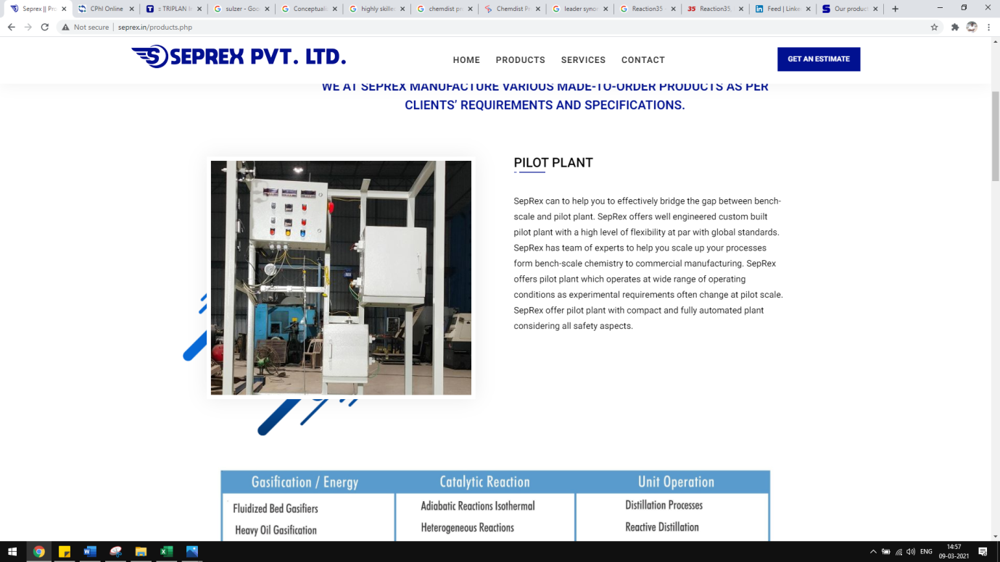 Seprex || Pro
CPhI Online
:: TRIPLAN I
sulzer - Goo
Conceptuali
highly skilled
chemdist pr
Chemdist P
leader synon
Reaction35
35 Reaction35
in Feed | Linke
S Our product
Not secure | seprex.in/products.php
SEPREX PVT. LTD.
HOME PRODUCTS SERVICES CONTACT
GET AN ESTIMATE
WE AT SEPREX MANUFACTURE VARIOUS MADE-TO-ORDER PRODUCTS AS PER
CLIENTS' REQUIREMENTS AND SPECIFICATIONS.
PILOT PLANT
SepRex can to help you to effectively bridge the gap between bench-
scale and pilot plant. SepRex offers well engineered custom built
pilot plant with a high level of flexibility at par with global standards.
SepRex has team of experts to help you scale up your processes
form bench-scale chemistry to commercial manufacturing. SepRex
offers pilot plant which operates at wide range of operating
conditions as experimental requirements often change at pilot scale.
SepRex offer pilot plant with compact and fully automated plant
considering all safety aspects.
Gasification / Energy Catalytic Reaction Unit Operation
Fluidized Bed Gasifiers Adiabatic Reactions Isothermal Distillation Processes
Heavy Oil Gasification Heterogeneous Reactions Reactive Distillation
ENG
14:57
09-03-2021